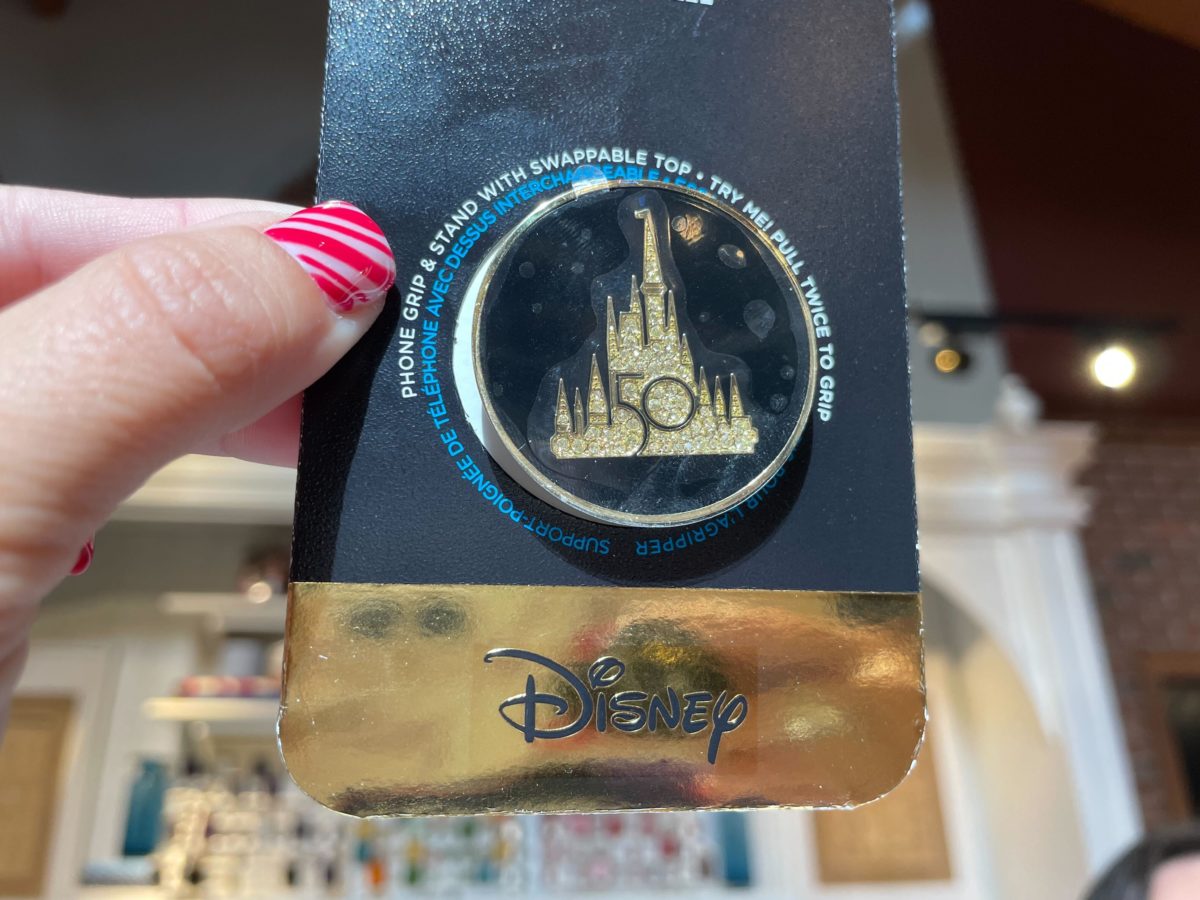 PHONE GRIP & STAND WITH SWAPPABLE TOP • TRY ME! PULL TWICE TO GRIP
SUPPORT-POIGNÉE DE TÉLÉPHONE AVEC DESSUS INTERCHANGEABLE
POUR L'AGRIPPER
50
Disney